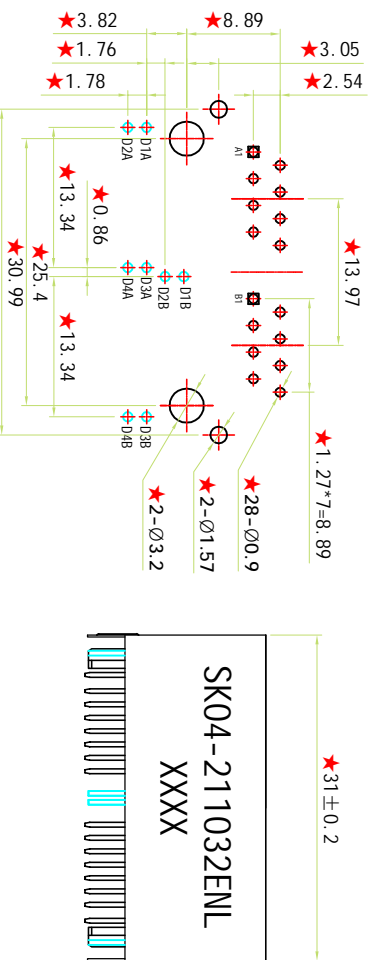 ★3.82
★8.89
★1.76
★3.05
★1.78
★2.54
A1
D2A
D1A
★13.34
★0.86
★13.97
★25.4
★30.99
D4A
D3A
D2B
D1B
B1
★13.34
D4B
D3B
★2-Ø3.2
★2-Ø1.57
★28-Ø0.9
★1.27*7=8.89
SK04-211032ENL
XXXX
★31±0.2